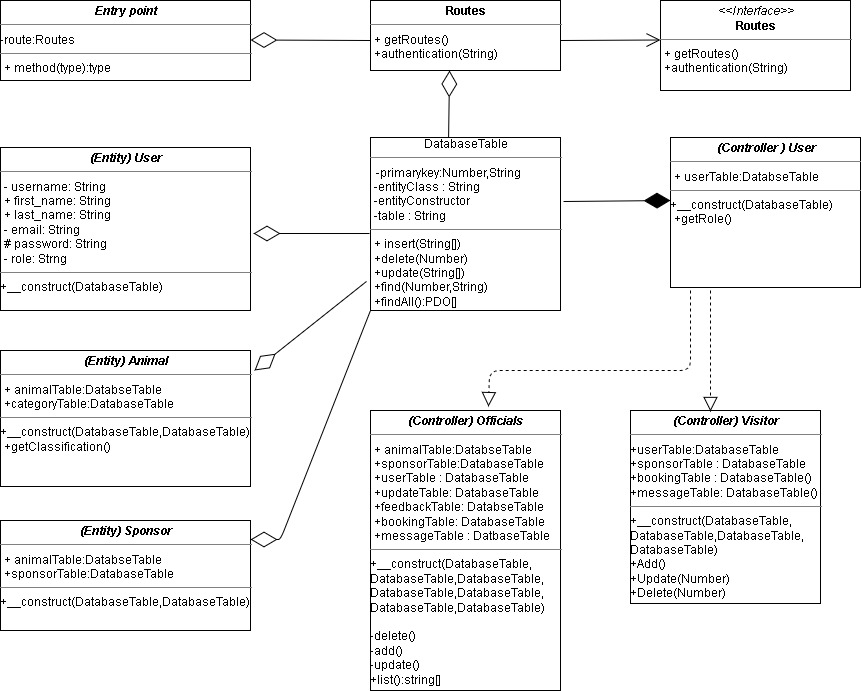 Entry point
-route:Routes
+ method(type):type
Routes
+ getRoutes()
+authentication(String)
<<Interface>>
Routes
+ getRoutes()
+authentication(String)
(Entity) User
- username: String
+ first_name: String
+ last_name: String
- email: String
# password: String
- role: Strng
+__construct(DatabaseTable)
DatabaseTable
-primarykey:Number,String
-entityClass : String
-entityConstructor
-table : String
+ insert(String[])
+delete(Number)
+update(String[])
+find(Number,String)
+findAll():PDO[]
(Controller ) User
+ userTable:DatabseTable
+__construct(DatabaseTable)
+getRole()
(Entity) Animal
+ animalTable:DatabseTable
+categoryTable:DatabaseTable
+__construct(DatabaseTable,DatabaseTable)
+getClassification()
(Entity) Sponsor
+ animalTable:DatabseTable
+sponsorTable:DatabaseTable
+__construct(DatabaseTable,DatabaseTable)
(Controller) Officials
+ animalTable:DatabseTable
+sponsorTable:DatabaseTable
+userTable : DatabaseTable
+updateTable: DatabaseTable
+feedbackTable: DatabseTable
+bookingTable: DatabaseTable
+messageTable : DatbaseTable
+__construct(DatabaseTable,
DatabaseTable,DatabaseTable,
DatabaseTable,DatabaseTable,
DatabaseTable,DatabaseTable)
-delete()
-add()
-update()
+list():string[]
(Controller) Visitor
+userTable:DatabaseTable
+sponsorTable : DatabaseTable
+bookingTable : DatabaseTable()
+messageTable: DatabaseTable()
+__construct(DatabaseTable,
DatabaseTable,DatabaseTable,
DatabaseTable)
+Add()
+Update(Number)
+Delete(Number)